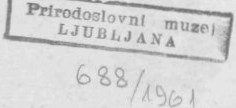 Prirodoslovni muzej
LJUBLJANA
688/1961